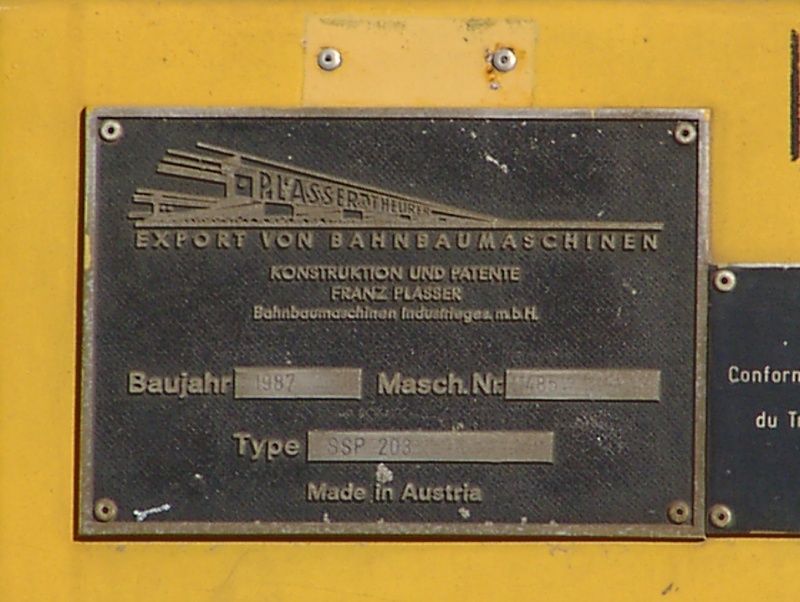 PLASSER & THEURER
EXPORT VON BAHNBAUMASCHINEN
KONSTRUKTION UND PATENTE
FRANZ PLASSER
Bahnbaumaschinen Industrieges. m.b.H.
Baujahr 1987 Masch.Nr.
Type SSP 203
Made in Austria
Conform
du Tr